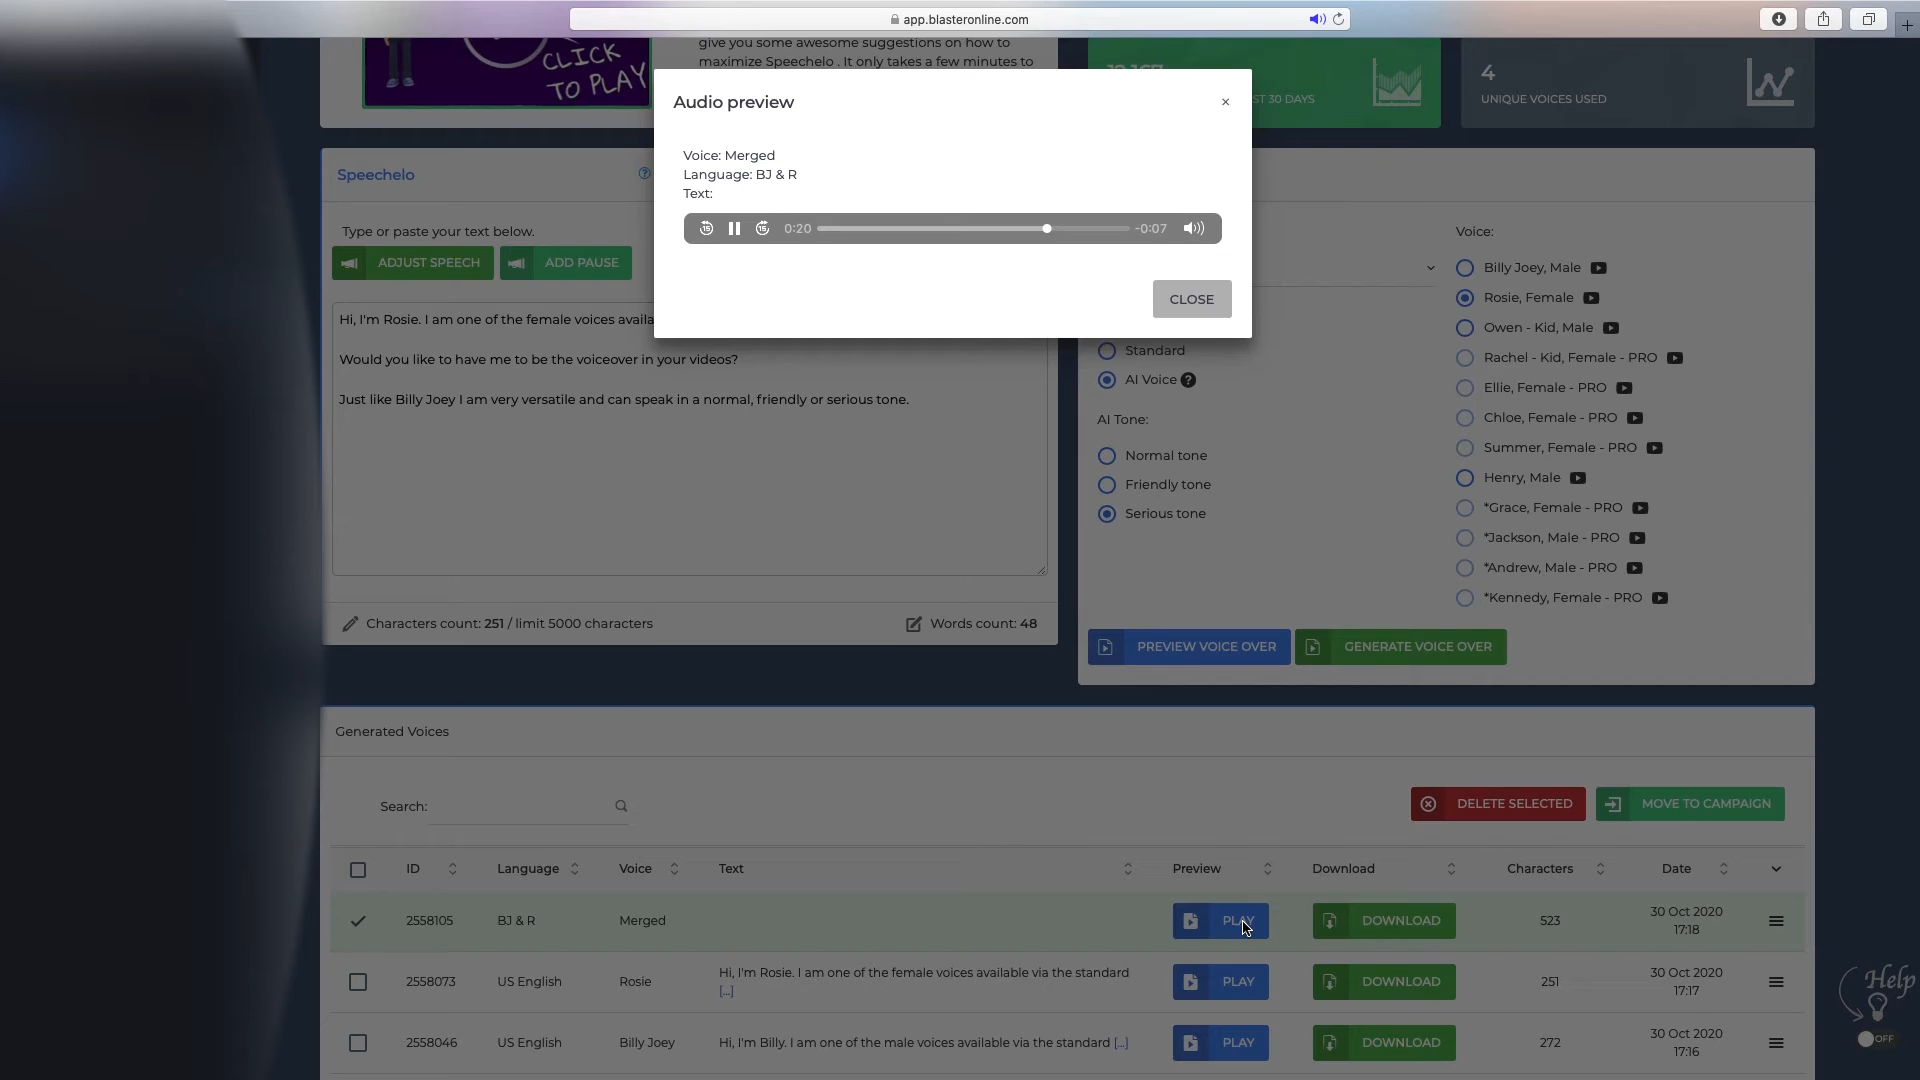 app.blasteronline.com
CLICK
TO PLAY
give you some awesome suggestions on how to
maximize Speechelo . It only takes a few minutes to
ST 30 DAYS
4
UNIQUE VOICES USED
Audio preview
×
Voice: Merged
Language: BJ & R
Text:
15
15
0:20
-0:07
CLOSE
Speechelo
Type or paste your text below.
ADJUST SPEECH
ADD PAUSE
Hi, I'm Rosie. I am one of the female voices availa
Would you like to have me to be the voiceover in your videos?
Just like Billy Joey I am very versatile and can speak in a normal, friendly or serious tone.
Characters count: 251 / limit 5000 characters
Words count: 48
Standard
AI Voice
AI Tone:
Normal tone
Friendly tone
Serious tone
Voice:
Billy Joey, Male
Rosie, Female
Owen - Kid, Male
Rachel - Kid, Female - PRO
Ellie, Female - PRO
Chloe, Female - PRO
Summer, Female - PRO
Henry, Male
*Grace, Female - PRO
*Jackson, Male - PRO
*Andrew, Male - PRO
*Kennedy, Female - PRO
PREVIEW VOICE OVER
GENERATE VOICE OVER
Generated Voices
Search:
DELETE SELECTED
MOVE TO CAMPAIGN
ID Language Voice Text Preview Download Characters Date
2558105 BJ & R Merged PLAY DOWNLOAD 523 30 Oct 2020
17:18
2558073 US English Rosie Hi, I'm Rosie. I am one of the female voices available via the standard PLAY DOWNLOAD 251 30 Oct 2020
[...] 17:17
2558046 US English Billy Joey Hi, I'm Billy. I am one of the male voices available via the standard [...] PLAY DOWNLOAD 272 30 Oct 2020
17:16
Help
OFF